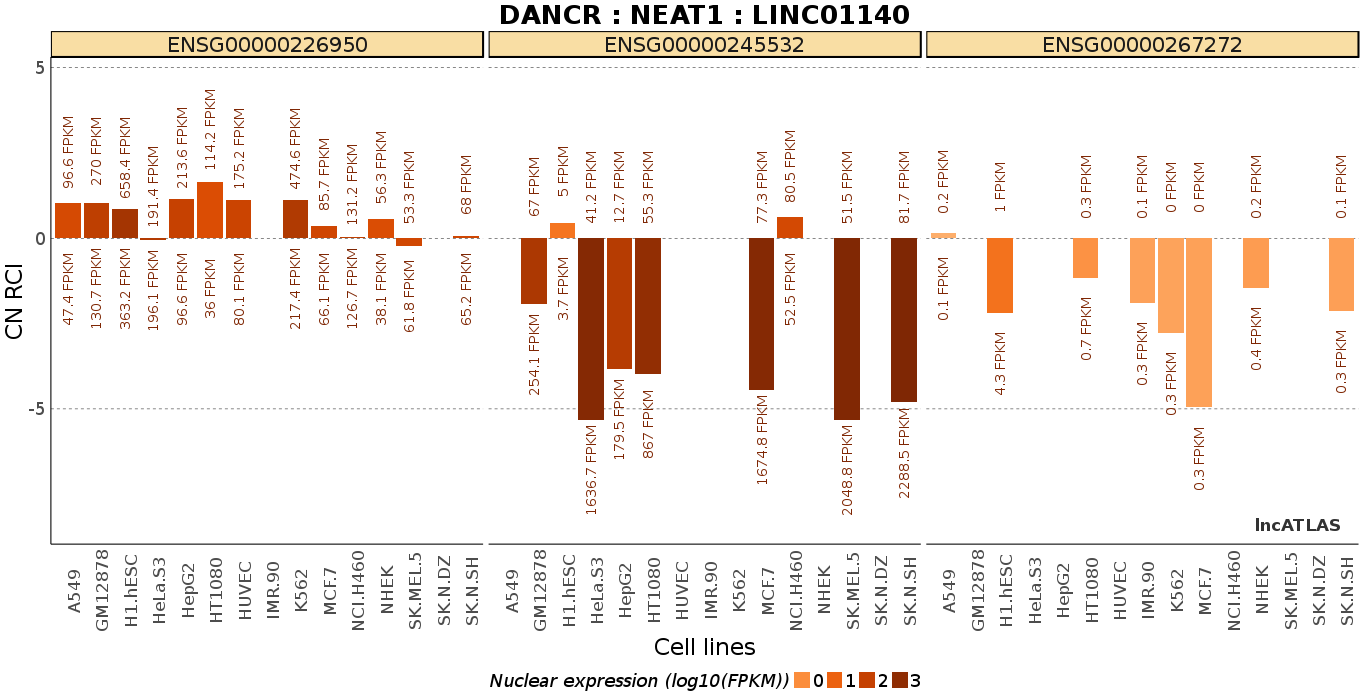 DANCR : NEAT1 : LINC01140
ENSG00000226950 ENSG00000245532 ENSG00000267272
CN RCI
5
0
-5
96.6 FPKM
270 FPKM
658.4 FPKM
191.4 FPKM
213.6 FPKM
114.2 FPKM
175.2 FPKM
474.6 FPKM
85.7 FPKM
131.2 FPKM
56.3 FPKM
53.3 FPKM
68 FPKM
47.4 FPKM
130.7 FPKM
363.2 FPKM
196.1 FPKM
96.6 FPKM
36 FPKM
80.1 FPKM
217.4 FPKM
66.1 FPKM
126.7 FPKM
38.1 FPKM
61.8 FPKM
65.2 FPKM
67 FPKM
5 FPKM
41.2 FPKM
12.7 FPKM
55.3 FPKM
77.3 FPKM
80.5 FPKM
51.5 FPKM
81.7 FPKM
254.1 FPKM
3.7 FPKM
1636.7 FPKM
179.5 FPKM
867 FPKM
1674.8 FPKM
52.5 FPKM
2048.8 FPKM
2288.5 FPKM
0.2 FPKM
1 FPKM
0.3 FPKM
0.1 FPKM
0 FPKM
0 FPKM
0.2 FPKM
0.1 FPKM
0.1 FPKM
4.3 FPKM
0.7 FPKM
0.3 FPKM
0.3 FPKM
0.3 FPKM
0.4 FPKM
0.3 FPKM
lncATLAS
A549
GM12878
H1.hESC
HeLa.S3
HepG2
HT1080
HUVEC
IMR.90
K562
MCF.7
NCI.H460
NHEK
SK.MEL.5
SK.N.DZ
SK.N.SH
A549
GM12878
H1.hESC
HeLa.S3
HepG2
HT1080
HUVEC
IMR.90
K562
MCF.7
NCI.H460
NHEK
SK.MEL.5
SK.N.DZ
SK.N.SH
A549
GM12878
H1.hESC
HeLa.S3
HepG2
HT1080
HUVEC
IMR.90
K562
MCF.7
NCI.H460
NHEK
SK.MEL.5
SK.N.DZ
SK.N.SH
Cell lines
Nuclear expression (log10(FPKM)) 0 1 2 3